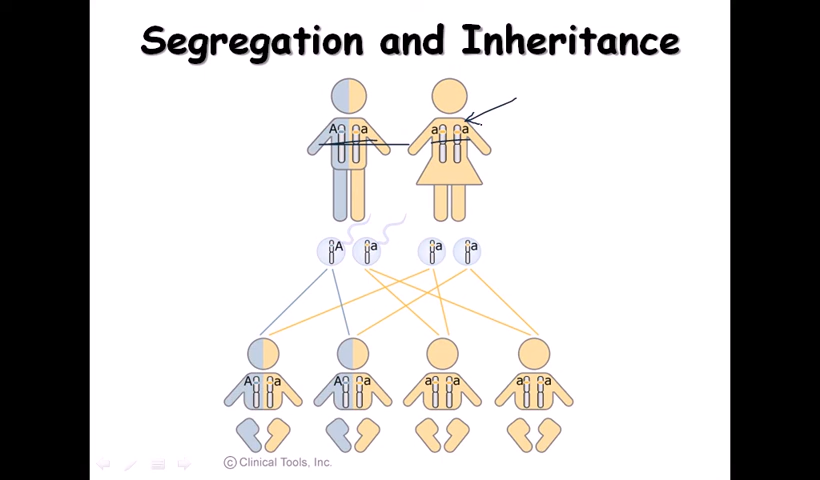 Segregation and Inheritance
A a a a
A a a a
A a A a a a a a
© Clinical Tools, Inc.